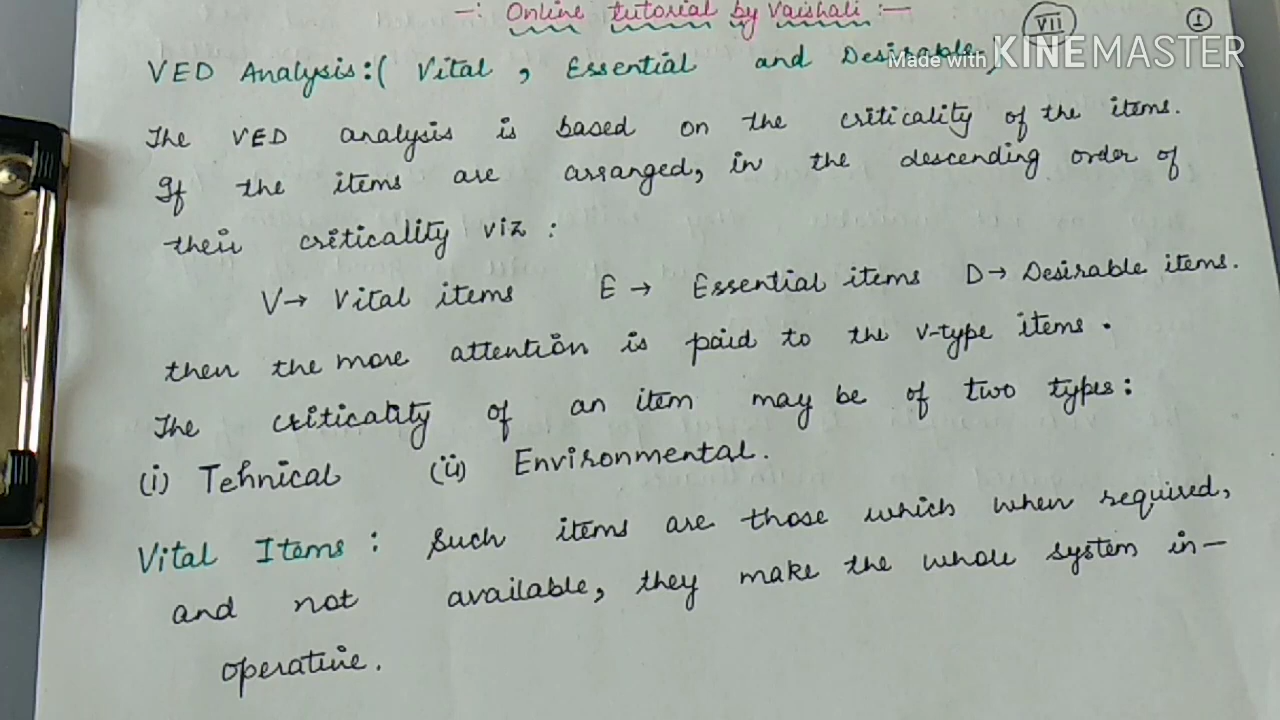 -: Online tutorial by Vaishali :-
VII
1
Made with KINEMASTER
VED Analysis:( Vital, Essential and Desirable.)
The VED analysis is based on the criticality of the items.
If the items are arranged, in the descending order of
their criticality viz :
V→ Vital items E → Essential items D→ Desirable items.
then the more attention is paid to the V-type items.
The criticality of an item may be of two types:
(i) Tehnical (ii) Environmental.
Vital Items : Such items are those which when required,
and not available, they make the whole system in-
operative.